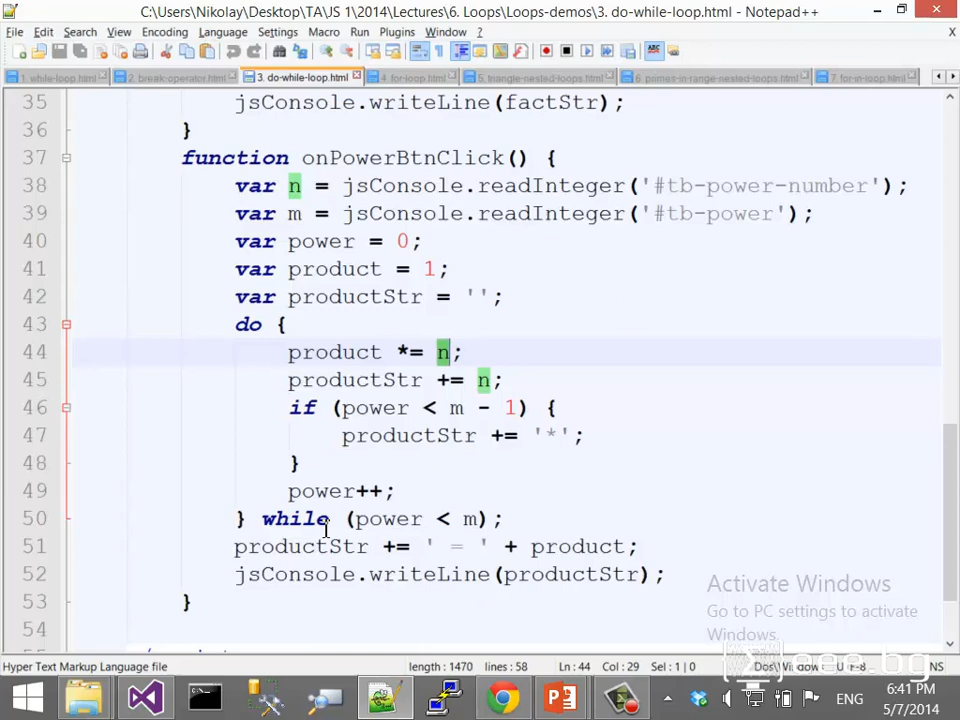 C:\Users\Nikolay\Desktop\TA\JS 1\2014\Lectures\6. Loops\Loops-demos\3. do-while-loop.html - Notepad++
File Edit Search View Encoding Language Settings Macro Run Plugins Window ? X
1. while-loop.html 2. break-operator.html 3. do-while-loop.html 4. for-loop.html 5. triangle-nested-loops.html 6. primes-in-range-nested-loops.html 7. for-in-loop.html
35 jsConsole.writeLine(factStr);
36 }
37 function onPowerBtnClick() {
38 var n = jsConsole.readInteger('#tb-power-number');
39 var m = jsConsole.readInteger('#tb-power');
40 var power = 0;
41 var product = 1;
42 var productStr = '';
43 do {
44 product *= n;
45 productStr += n;
46 if (power < m - 1) {
47 productStr += '*';
48 }
49 power++;
50 } while (power < m);
51 productStr += ' = ' + product;
52 jsConsole.writeLine(productStr);
53 }
54
Activate Windows
Go to PC settings to activate
Windows.
Hyper Text Markup Language file length : 1470 lines : 58 Ln : 44 Col : 29 Sel : 1 | 0 Dos\Windows
ENG
6:41 PM
5/7/2014